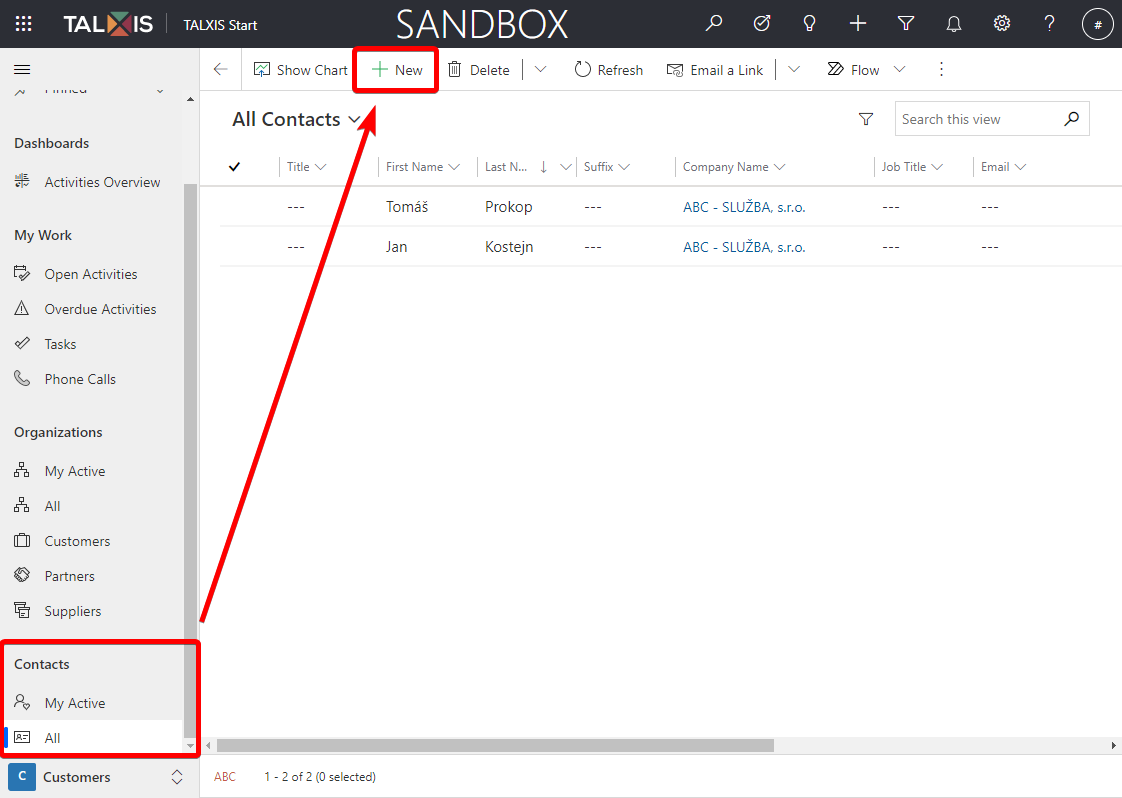 TALXIS TALXIS Start SANDBOX
Show Chart New Delete Refresh Email a Link Flow
Pinned
All Contacts
Search this view
Title First Name Last N... Suffix Company Name Job Title Email
--- Tomáš Prokop --- ABC - SLUŽBA, s.r.o. --- ---
--- Jan Kostejn --- ABC - SLUŽBA, s.r.o. --- ---
Dashboards
Activities Overview
My Work
Open Activities
Overdue Activities
Tasks
Phone Calls
Organizations
My Active
All
Customers
Partners
Suppliers
Contacts
My Active
All
C Customers
ABC 1 - 2 of 2 (0 selected)